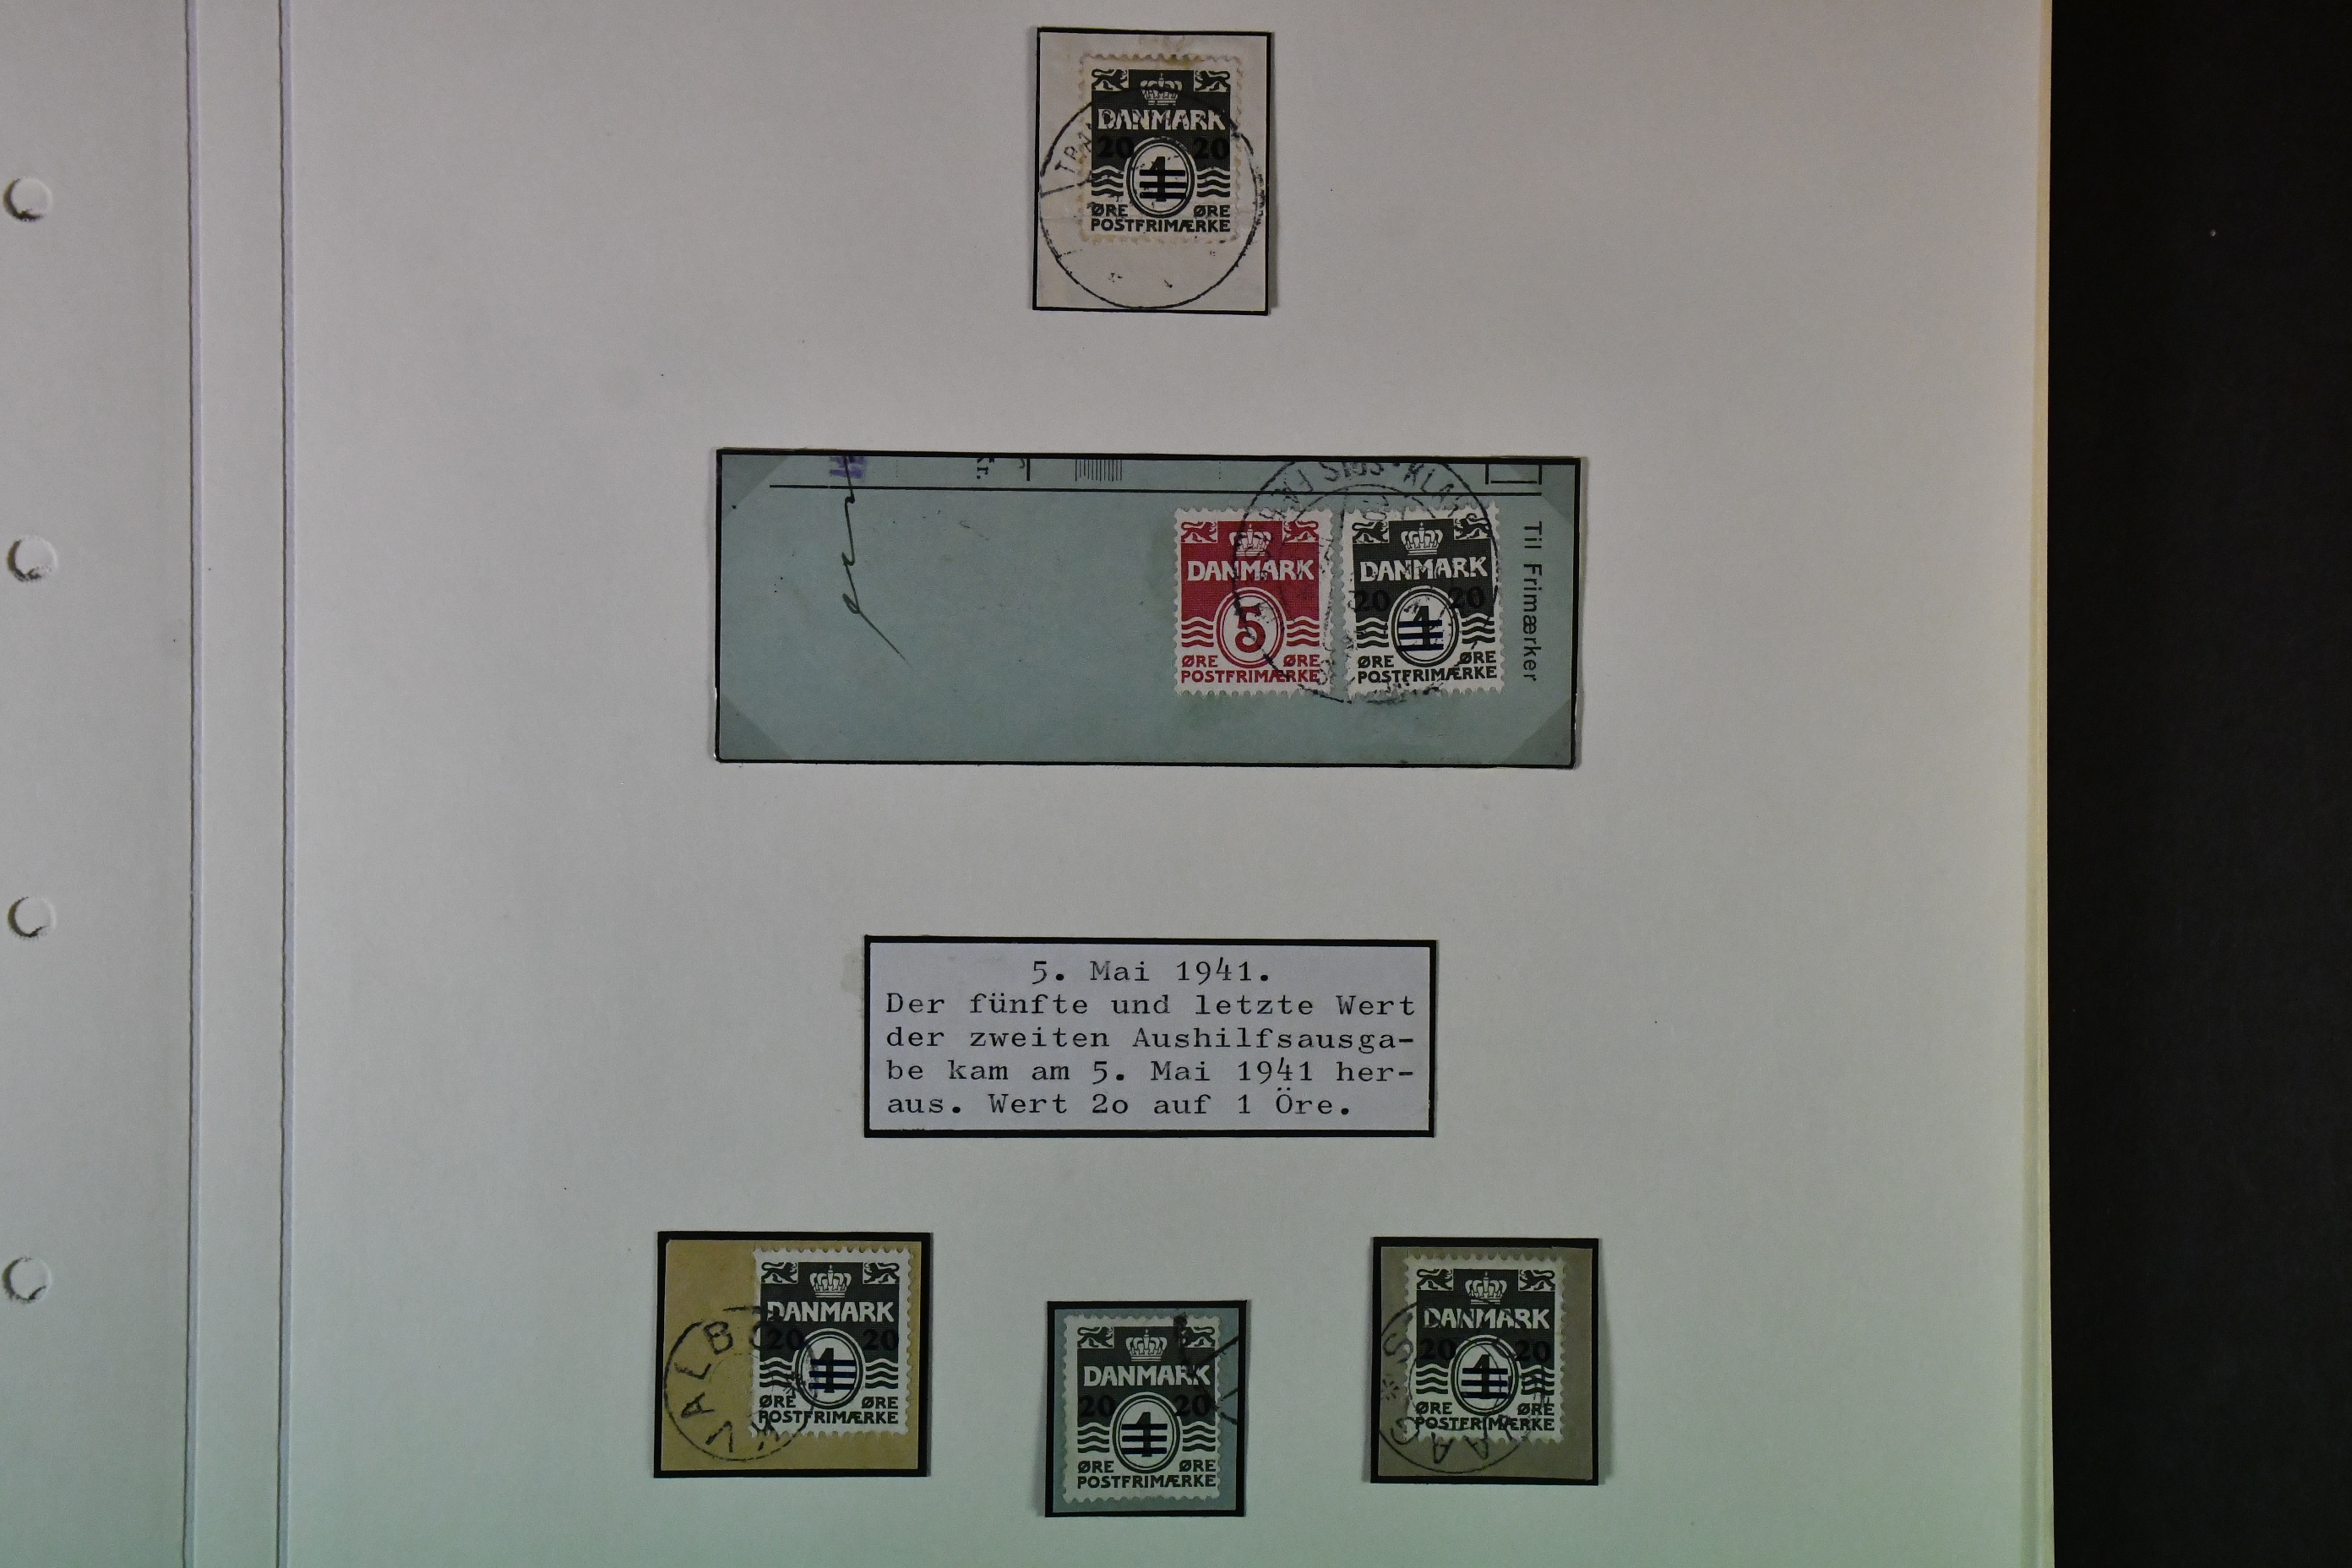 DANMARK
20 20
1
ØRE ØRE
POSTFRIMÆRKE
Kr.
Til Frimærker
DANMARK DANMARK
20 20
5 1
ØRE ØRE ØRE ØRE
POSTFRIMÆRKE POSTFRIMÆRKE
5. Mai 1941.
Der fünfte und letzte Wert
der zweiten Aushilfsausga-
be kam am 5. Mai 1941 her-
aus. Wert 2o auf 1 Öre.
KVALBØ
DANMARK
20 20
1
ØRE ØRE
POSTFRIMÆRKE
DANMARK
20 20
1
ØRE ØRE
POSTFRIMÆRKE
DANMARK
20 20
1
ØRE ØRE
POSTFRIMÆRKE